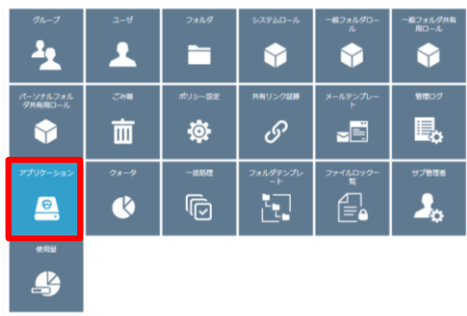 グループ
ユーザ
フォルダ
システムロール
一般フォルダロー
ル
一般フォルダ共有
用ロール
パーソナルフォル
ダ共有用ロール
ごみ箱
ポリシー設定
共有リンク証跡
メールテンプレー
ト
管理ログ
アプリケーション
クォータ
一括処理
フォルダテンプレ
ート
ファイルロック一
覧
サブ管理者
使用量